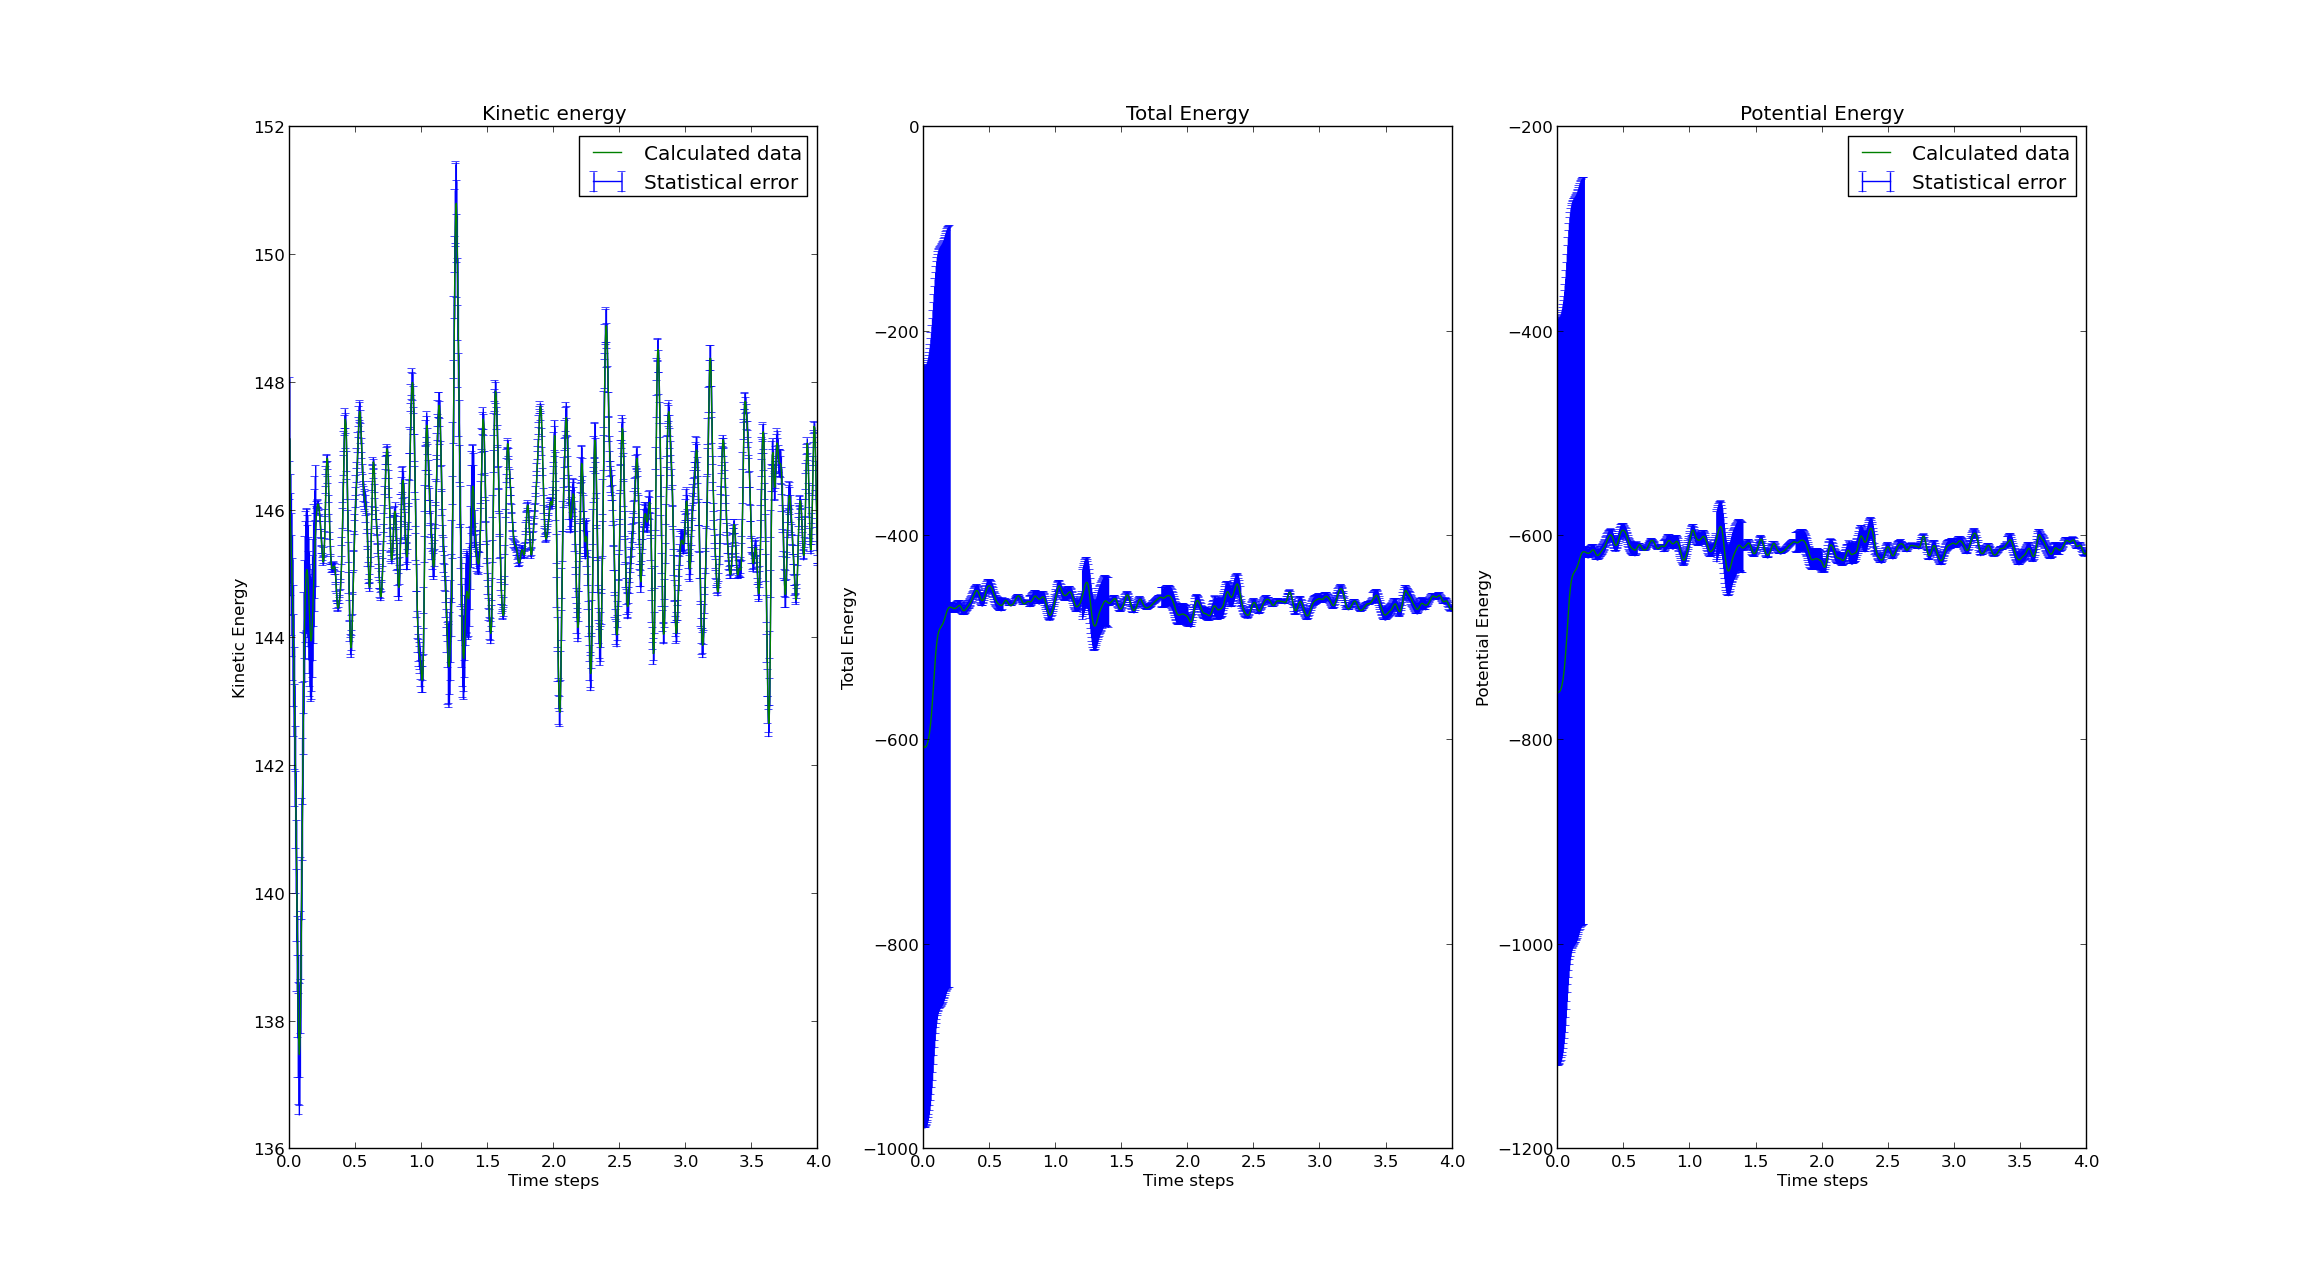 Kinetic energy
152
150
148
146
144
142
140
138
136
Kinetic Energy
0.0 0.5 1.0 1.5 2.0 2.5 3.0 3.5 4.0
Time steps
Calculated data
Statistical error
Total Energy
0
−200
−400
−600
−800
−1000
Total Energy
0.0 0.5 1.0 1.5 2.0 2.5 3.0 3.5 4.0
Time steps
Potential Energy
−200
−400
−600
−800
−1000
−1200
Potential Energy
0.0 0.5 1.0 1.5 2.0 2.5 3.0 3.5 4.0
Time steps
Calculated data
Statistical error